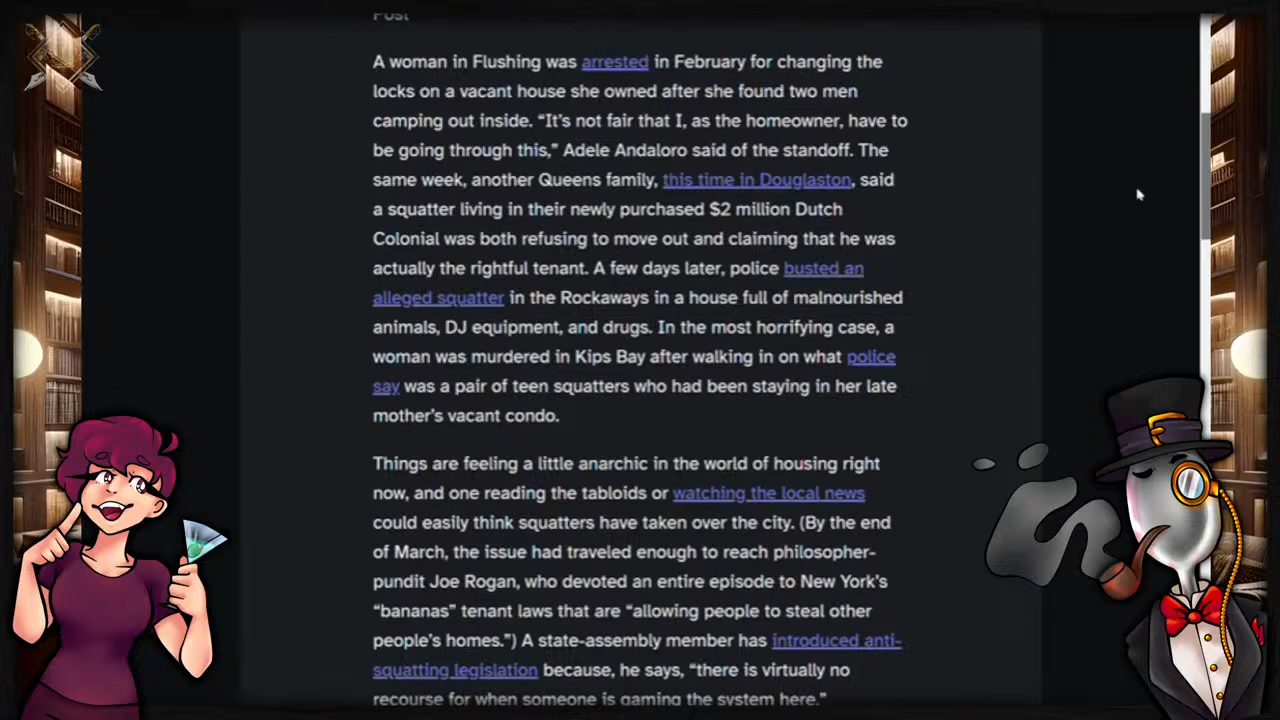 Post
A woman in Flushing was arrested in February for changing the
locks on a vacant house she owned after she found two men
camping out inside. “It’s not fair that I, as the homeowner, have to
be going through this,” Adele Andaloro said of the standoff. The
same week, another Queens family, this time in Douglaston, said
a squatter living in their newly purchased $2 million Dutch
Colonial was both refusing to move out and claiming that he was
actually the rightful tenant. A few days later, police busted an
alleged squatter in the Rockaways in a house full of malnourished
animals, DJ equipment, and drugs. In the most horrifying case, a
woman was murdered in Kips Bay after walking in on what police
say was a pair of teen squatters who had been staying in her late
mother’s vacant condo.
Things are feeling a little anarchic in the world of housing right
now, and one reading the tabloids or watching the local news
could easily think squatters have taken over the city. (By the end
of March, the issue had traveled enough to reach philosopher-
pundit Joe Rogan, who devoted an entire episode to New York’s
“bananas” tenant laws that are “allowing people to steal other
people’s homes.”) A state-assembly member has introduced anti-
squatting legislation because, he says, “there is virtually no
recourse for when someone is gaming the system here.”